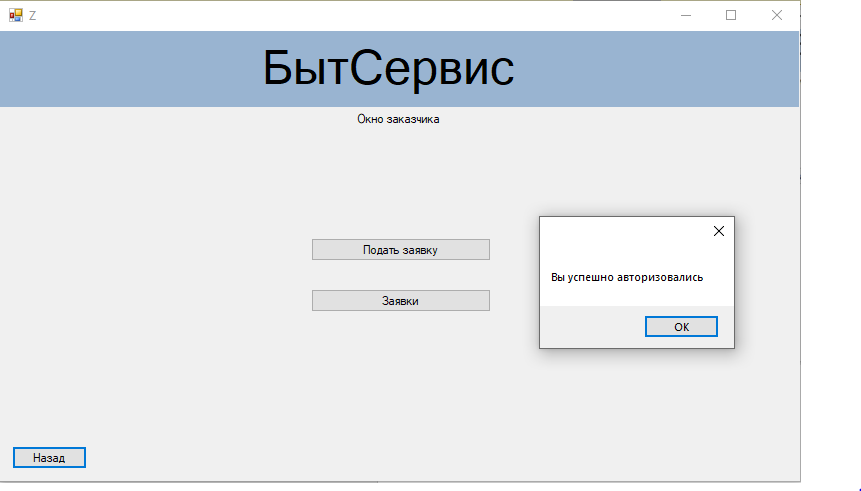 Z
БытСервис
Окно заказчика
Подать заявку
Заявки
Вы успешно авторизовались
OK
Назад